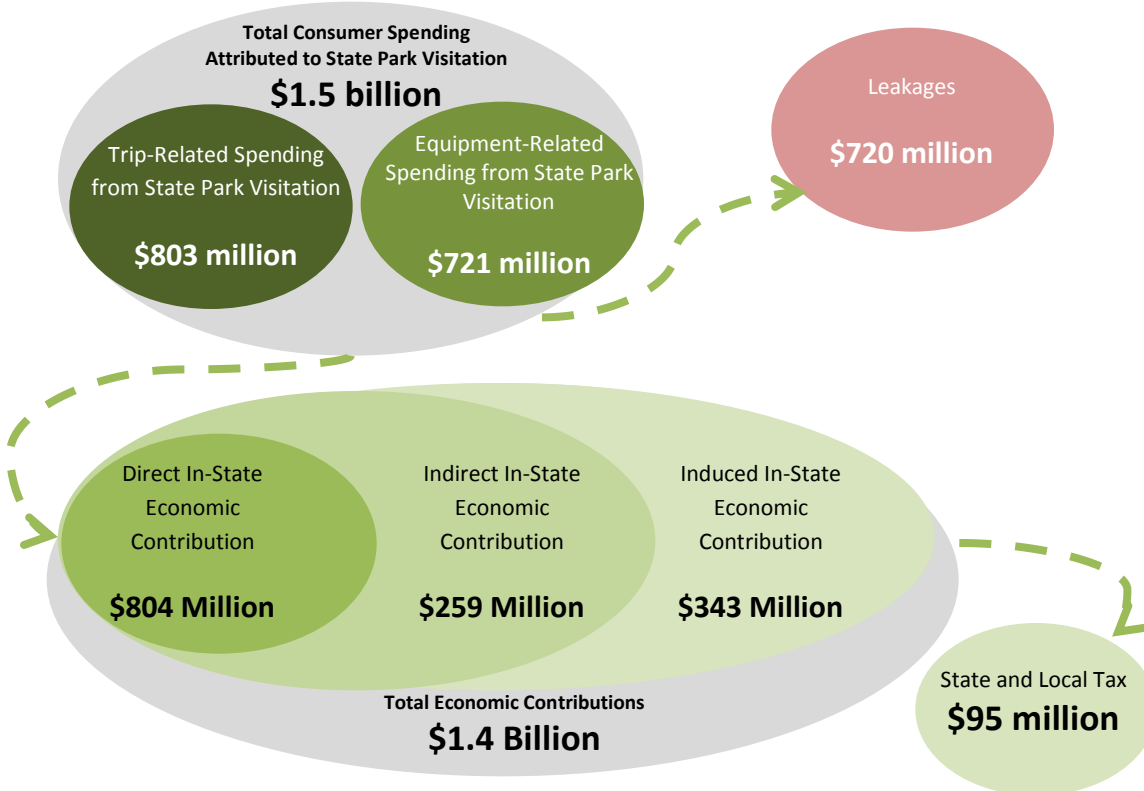 Total Consumer Spending
Attributed to State Park Visitation
$1.5 billion
Trip-Related Spending
from State Park Visitation
$803 million
Equipment-Related
Spending from State Park
Visitation
$721 million
Leakages
$720 million
Direct In-State
Economic
Contribution
$804 Million
Indirect In-State
Economic
Contribution
$259 Million
Induced In-State
Economic
Contribution
$343 Million
Total Economic Contributions
$1.4 Billion
State and Local Tax
$95 million